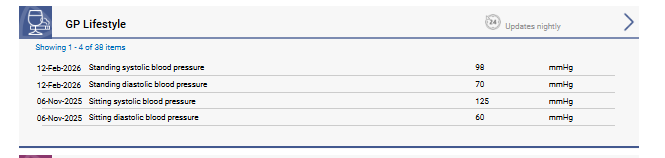 GP Lifestyle
24
Updates nightly
Showing 1 - 4 of 38 items
12-Feb-2026 Standing systolic blood pressure 98 mmHg
12-Feb-2026 Standing diastolic blood pressure 70 mmHg
06-Nov-2025 Sitting systolic blood pressure 125 mmHg
06-Nov-2025 Sitting diastolic blood pressure 60 mmHg